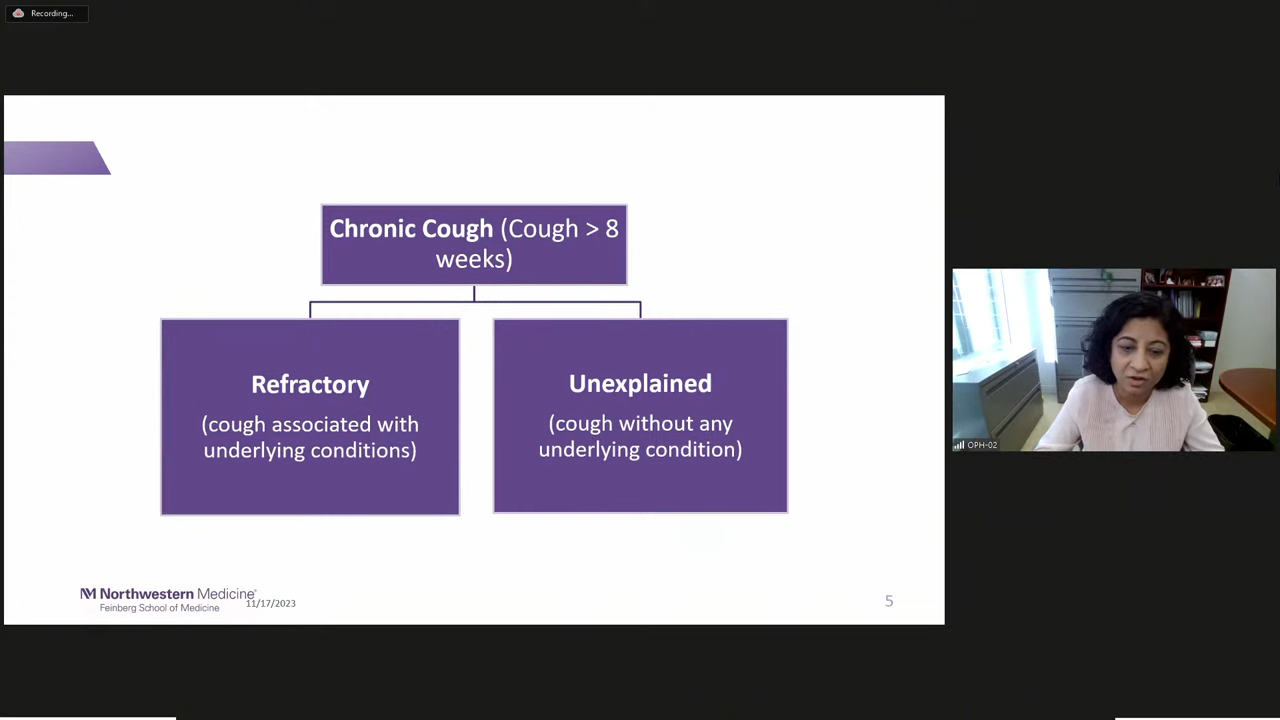 Recording...
Chronic Cough (Cough > 8
weeks)
Refractory
(cough associated with
underlying conditions)
Unexplained
(cough without any
underlying condition)
OPH-02
NM Northwestern Medicine®
Feinberg School of Medicine
11/17/2023
5